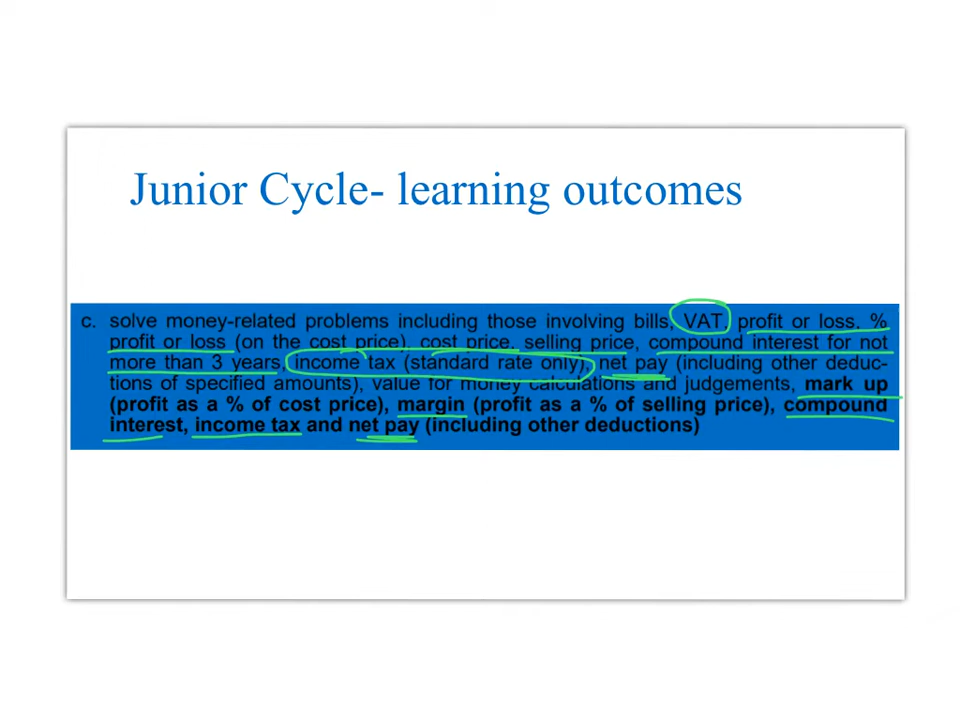 Junior Cycle- learning outcomes
c. solve money-related problems including those involving bills, VAT, profit or loss, %
profit or loss (on the cost price), cost price, selling price, compound interest for not
more than 3 years, income tax (standard rate only), net pay (including other deduc-
tions of specified amounts), value for money calculations and judgements, mark up
(profit as a % of cost price), margin (profit as a % of selling price), compound
interest, income tax and net pay (including other deductions)